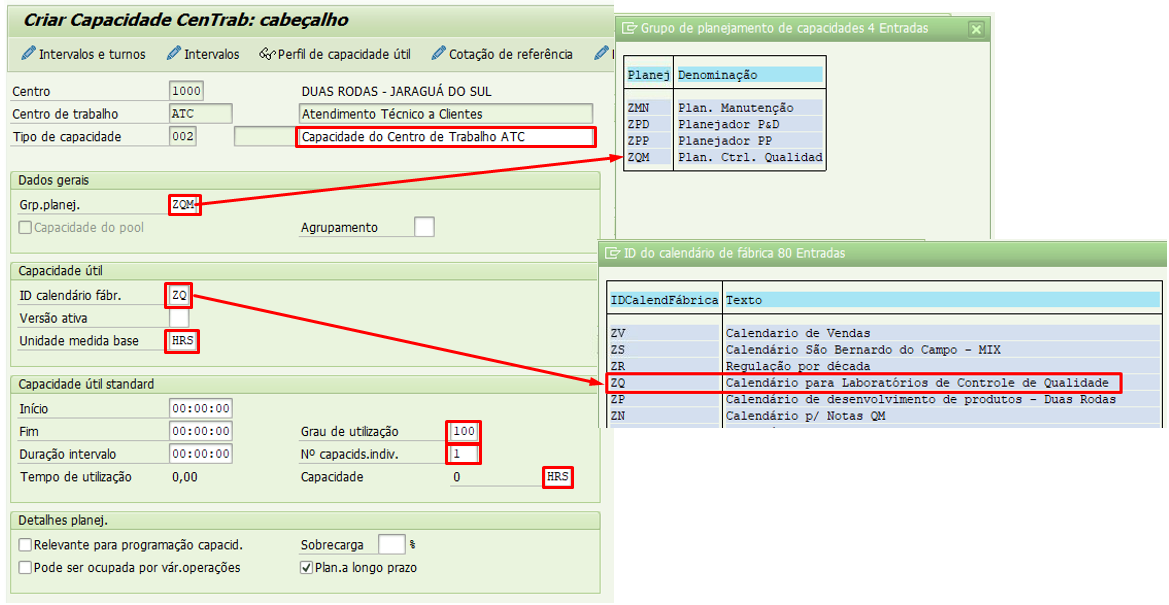 Criar Capacidade CenTrab: cabeçalho
Intervalos e turnos Intervalos Perfil de capacidade útil Cotação de referência
Centro 1000 DUAS RODAS - JARAGUÁ DO SUL
Centro de trabalho ATC Atendimento Técnico a Clientes
Tipo de capacidade 002 Capacidade do Centro de Trabalho ATC
Dados gerais
Grp.planej. ZQM
Capacidade do pool Agrupamento
Capacidade útil
ID calendário fábr. ZQ
Versão ativa
Unidade medida base HRS
Capacidade útil standard
Início 00:00:00
Fim 00:00:00 Grau de utilização 100
Duração intervalo 00:00:00 Nº capacids.indiv. 1
Tempo de utilização 0,00 Capacidade 0 HRS
Detalhes planej.
Relevante para programação capacid. Sobrecarga %
Pode ser ocupada por vár.operações Plan.a longo prazo
Grupo de planejamento de capacidades 4 Entradas
Planej Denominação
ZMN Plan. Manutenção
ZPD Planejador P&D
ZPP Planejador PP
ZQM Plan. Ctrl. Qualidad
ID do calendário de fábrica 80 Entradas
IDCalendFábrica Texto
ZV Calendario de Vendas
ZS Calendário São Bernardo do Campo - MIX
ZR Regulação por década
ZQ Calendário para Laboratórios de Controle de Qualidade
ZP Calendário de desenvolvimento de produtos - Duas Rodas
ZN Calendário p/ Notas QM